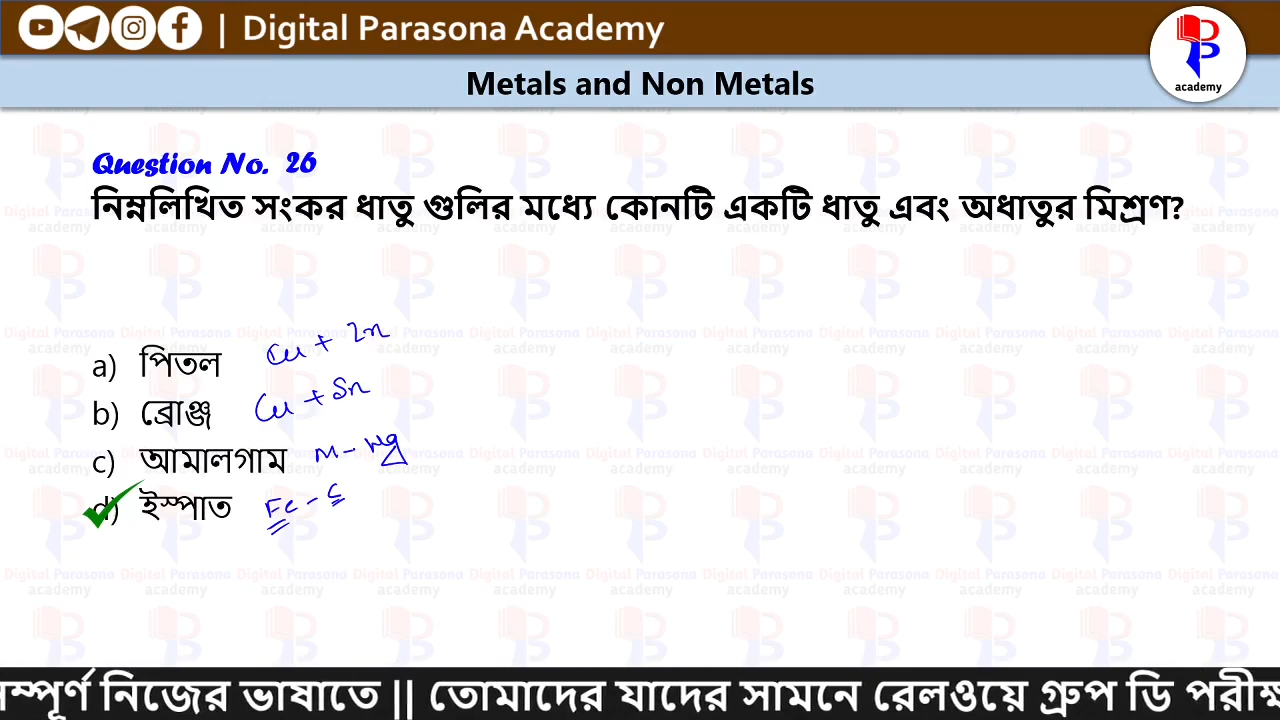 | Digital Parasona Academy
academy
Metals and Non Metals
Question No. 26
নিম্নলিখিত সংকর ধাতু গুলির মধ্যে কোনটি একটি ধাতু এবং অধাতুর মিশ্রণ?
a) পিতল Cu + Zn
b) ব্রোঞ্জ Cu + Sn
c) আমালগাম M - Hg
d) ইস্পাত Fe - C
সম্পূর্ণ নিজের ভাষাতে || তোমাদের যাদের সামনে রেলওয়ে গ্রুপ ডি পরীক্ষ